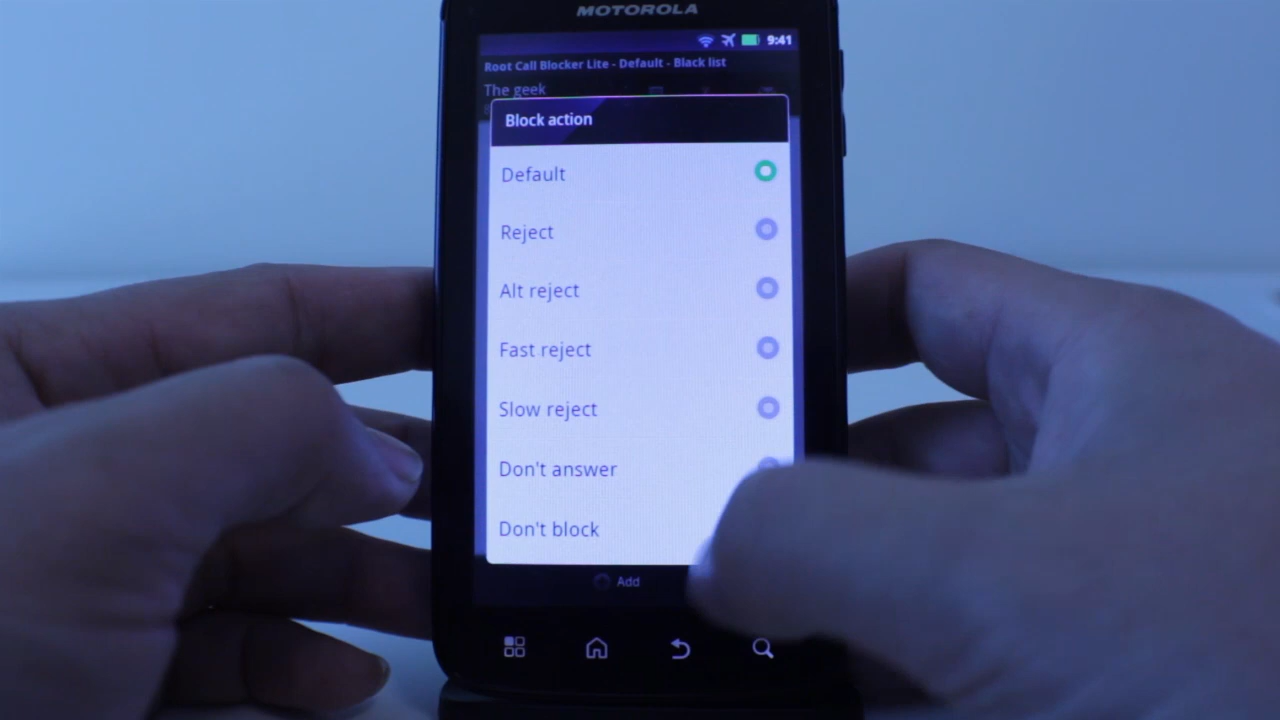 MOTOROLA
9:41
Root Call Blocker Lite - Default - Black list
The geek
Block action
Default
Reject
Alt reject
Fast reject
Slow reject
Don't answer
Don't block
Add